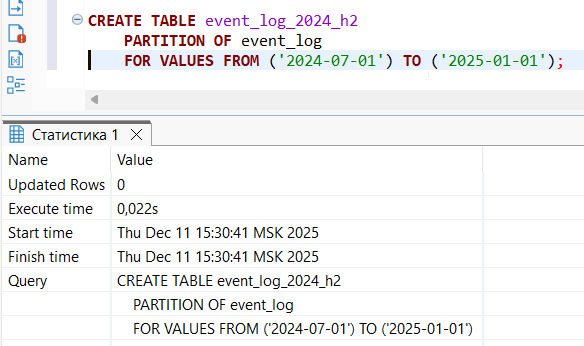 CREATE TABLE event_log_2024_h2
PARTITION OF event_log
FOR VALUES FROM ('2024-07-01') TO ('2025-01-01');
Статистика 1
Name Value
Updated Rows 0
Execute time 0,022s
Start time Thu Dec 11 15:30:41 MSK 2025
Finish time Thu Dec 11 15:30:41 MSK 2025
Query CREATE TABLE event_log_2024_h2
PARTITION OF event_log
FOR VALUES FROM ('2024-07-01') TO ('2025-01-01')